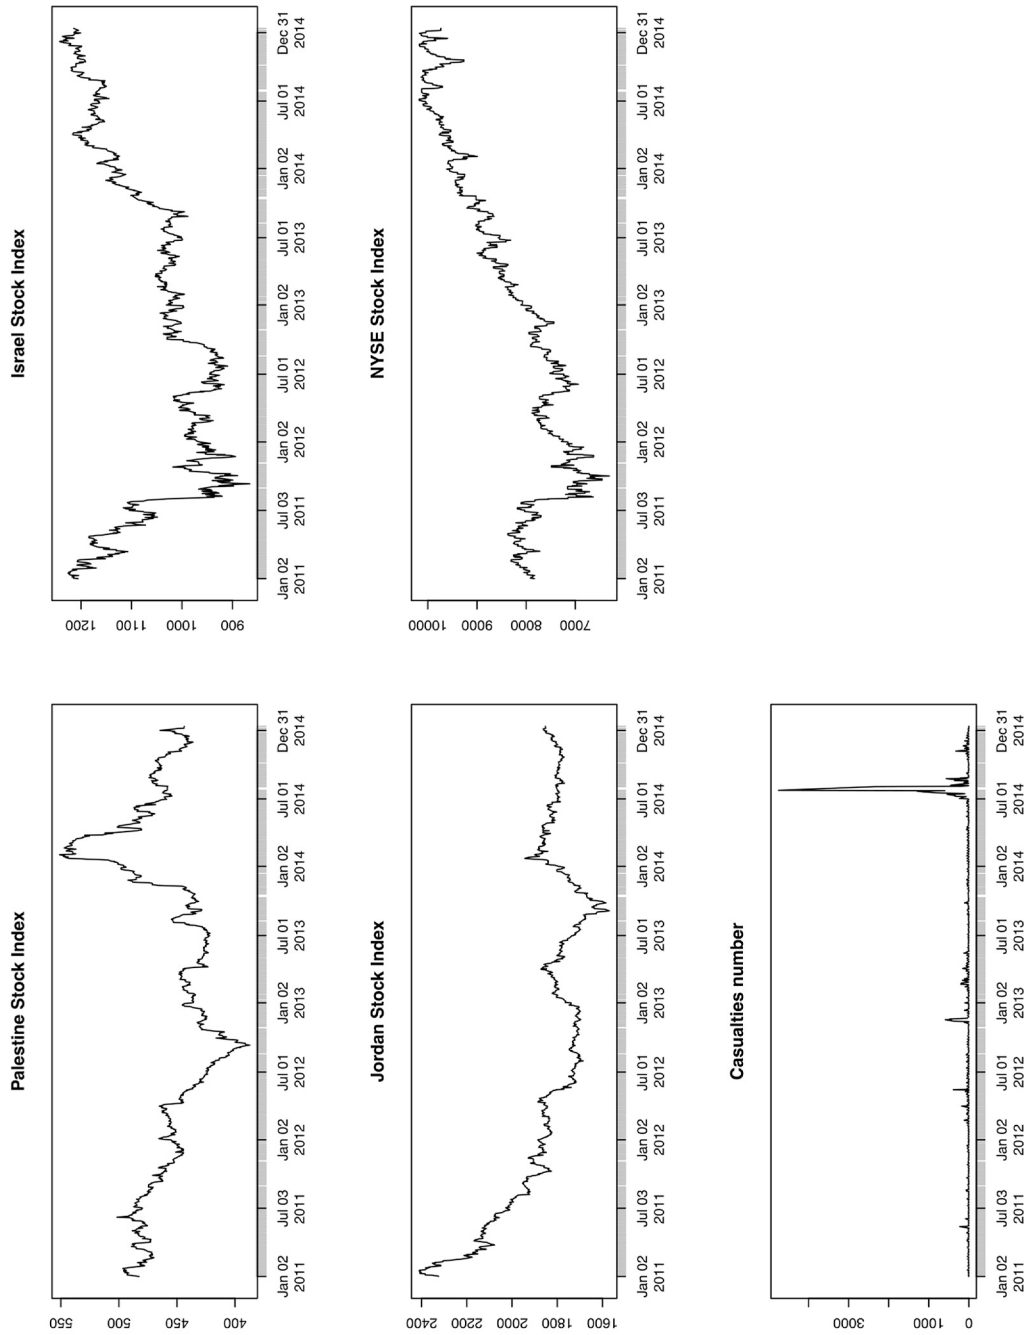 Palestine Stock Index
550
500
450
400
Jan 02
2011
Jul 03
2011
Jan 02
2012
Jul 01
2012
Jan 02
2013
Jul 01
2013
Jan 02
2014
Jul 01
2014
Dec 31
2014
Israel Stock Index
1200
1100
1000
900
Jan 02
2011
Jul 03
2011
Jan 02
2012
Jul 01
2012
Jan 02
2013
Jul 01
2013
Jan 02
2014
Jul 01
2014
Dec 31
2014
Jordan Stock Index
2400
2200
2000
1800
1600
Jan 02
2011
Jul 03
2011
Jan 02
2012
Jul 01
2012
Jan 02
2013
Jul 01
2013
Jan 02
2014
Jul 01
2014
Dec 31
2014
NYSE Stock Index
10000
9000
8000
7000
Jan 02
2011
Jul 03
2011
Jan 02
2012
Jul 01
2012
Jan 02
2013
Jul 01
2013
Jan 02
2014
Jul 01
2014
Dec 31
2014
Casualties number
3000
1000
0
Jan 02
2011
Jul 03
2011
Jan 02
2012
Jul 01
2012
Jan 02
2013
Jul 01
2013
Jan 02
2014
Jul 01
2014
Dec 31
2014